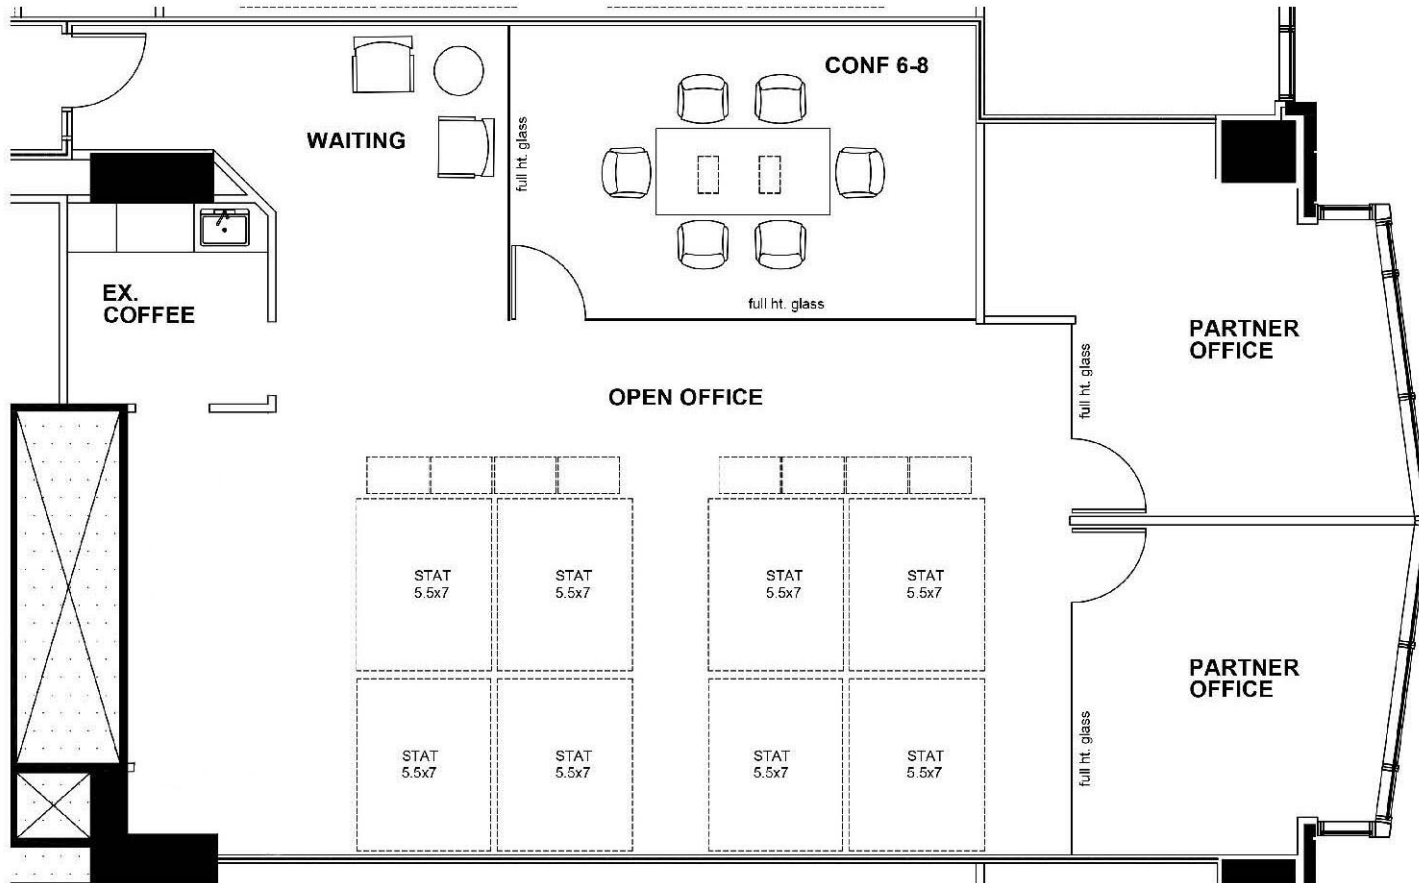 CONF 6-8
WAITING
full ht. glass
EX.
COFFEE
full ht. glass
PARTNER
OFFICE
full ht. glass
OPEN OFFICE
STAT
5.5x7
STAT
5.5x7
STAT
5.5x7
STAT
5.5x7
PARTNER
OFFICE
full ht. glass
STAT
5.5x7
STAT
5.5x7
STAT
5.5x7
STAT
5.5x7